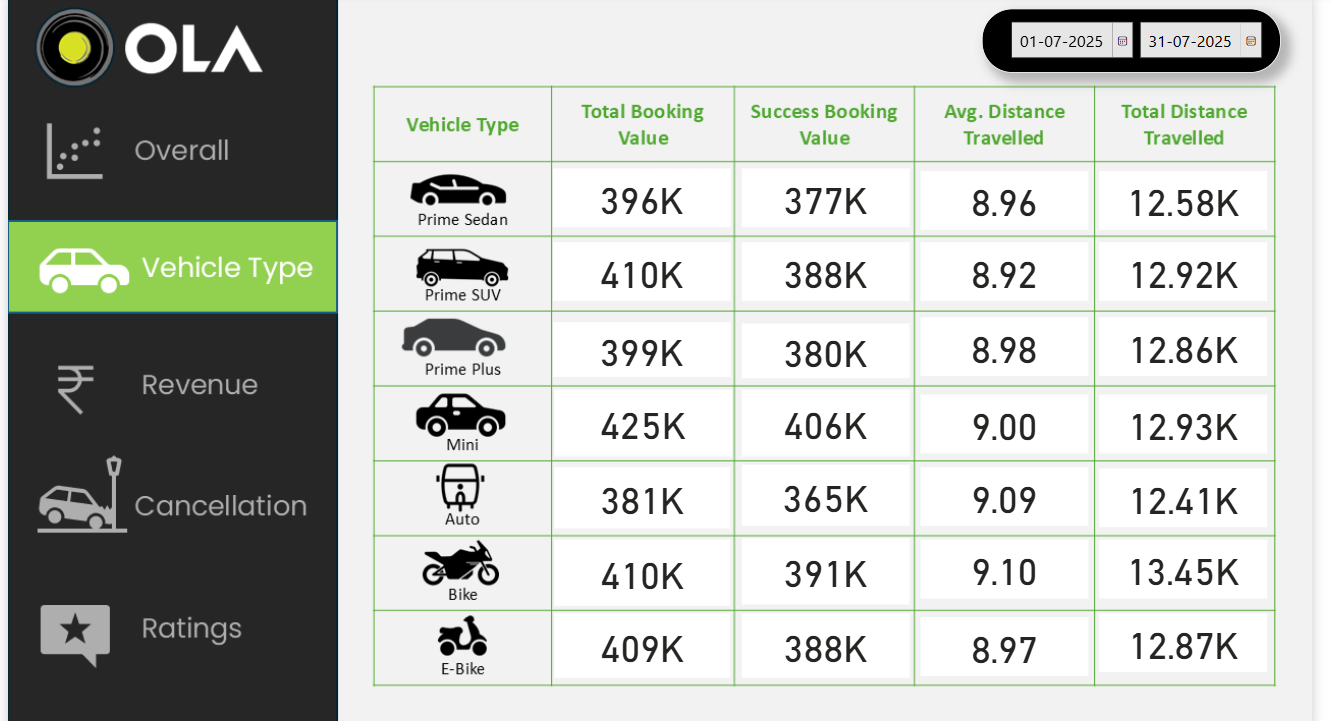 OLA
Overall
Vehicle Type
Revenue
Cancellation
Ratings
01-07-2025 31-07-2025
Vehicle Type Total Booking Value Success Booking Value Avg. Distance Travelled Total Distance Travelled
Prime Sedan 396K 377K 8.96 12.58K
Prime SUV 410K 388K 8.92 12.92K
Prime Plus 399K 380K 8.98 12.86K
Mini 425K 406K 9.00 12.93K
Auto 381K 365K 9.09 12.41K
Bike 410K 391K 9.10 13.45K
E-Bike 409K 388K 8.97 12.87K